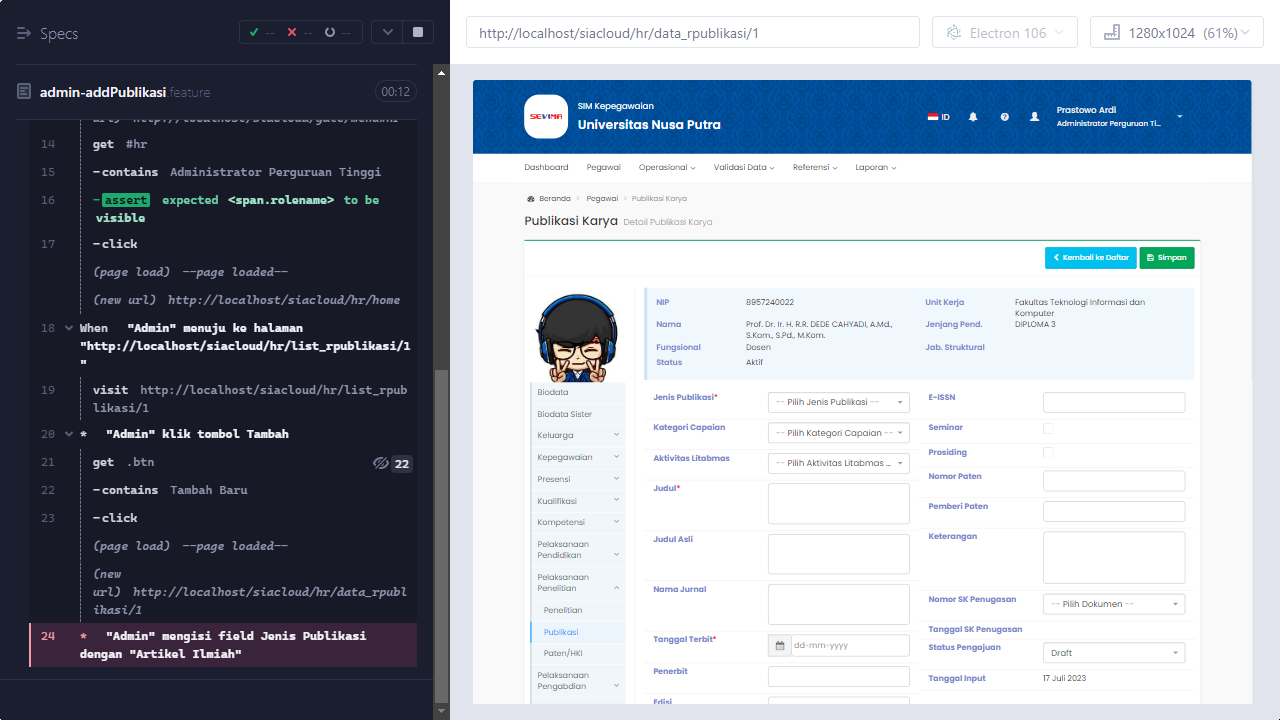 Specs
--
--
--
http://localhost/siacloud/hr/data_rpublikasi/1
Electron 106
1280x1024 (61%)
admin-addPublikasi feature
00:12
14 get #hr
15 -contains Administrator Perguruan Tinggi
16 -assert expected <span.rolename> to be
visible
17 -click
(page load) --page loaded--
(new url) http://localhost/siacloud/hr/home
18 When "Admin" menuju ke halaman
"http://localhost/siacloud/hr/list_rpublikasi/1
"
19 visit http://localhost/siacloud/hr/list_rpub
likasi/1
20 * "Admin" klik tombol Tambah
21 get .btn 22
22 -contains Tambah Baru
23 -click
(page load) --page loaded--
(new
url) http://localhost/siacloud/hr/data_rpubl
ikasi/1
24 * "Admin" mengisi field Jenis Publikasi
dengan "Artikel Ilmiah"
SEVIMA
SIM Kepegawaian
Universitas Nusa Putra
ID
Prastowo Ardi
Administrator Perguruan Ti...
Dashboard Pegawai Operasional Validasi Data Referensi Laporan
Beranda > Pegawai > Publikasi Karya
Publikasi Karya Detail Publikasi Karya
Kembali ke Daftar Simpan
NIP 8957240022
Nama Prof. Dr. Ir. H. R.R. DEDE CAHYADI, A.Md.,
S.Kom., S.Pd., M.Kom.
Fungsional Dosen
Status Aktif
Unit Kerja Fakultas Teknologi Informasi dan
Komputer
Jenjang Pend. DIPLOMA 3
Jab. Struktural
Biodata
Biodata Sister
Keluarga
Kepegawaian
Presensi
Kualifikasi
Kompetensi
Pelaksanaan
Pendidikan
Pelaksanaan
Penelitian
Penelitian
Publikasi
Paten/HKI
Pelaksanaan
Pengabdian
Jenis Publikasi* -- Pilih Jenis Publikasi --
Kategori Capaian -- Pilih Kategori Capaian --
Aktivitas Litabmas -- Pilih Aktivitas Litabmas ...
Judul*
Judul Asli
Nama Jurnal
Tanggal Terbit* dd-mm-yyyy
Penerbit
Edisi
E-ISSN
Seminar
Prosiding
Nomor Paten
Pemberi Paten
Keterangan
Nomor SK Penugasan -- Pilih Dokumen --
Tanggal SK Penugasan
Status Pengajuan Draft
Tanggal Input 17 Juli 2023